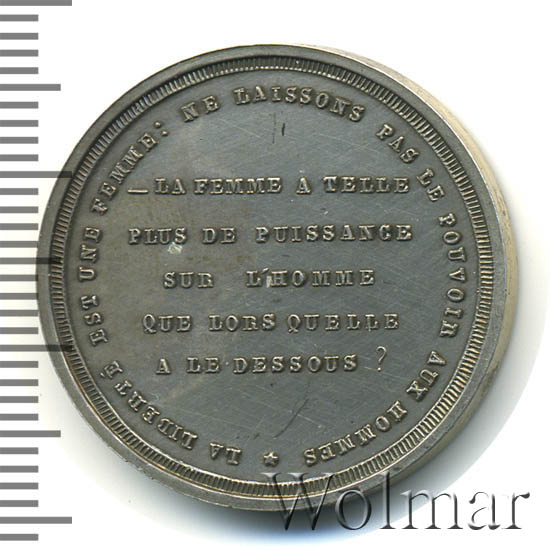 LA LIBERTÉ EST UNE FEMME: NE LAISSONS PAS LE POUVOIR AUX HOMMES
— LA FEMME A TELLE
PLUS DE PUISSANCE
SUR L'HOMME
QUE LORS QUELLE
A LE DESSOUS ?
Wolmar